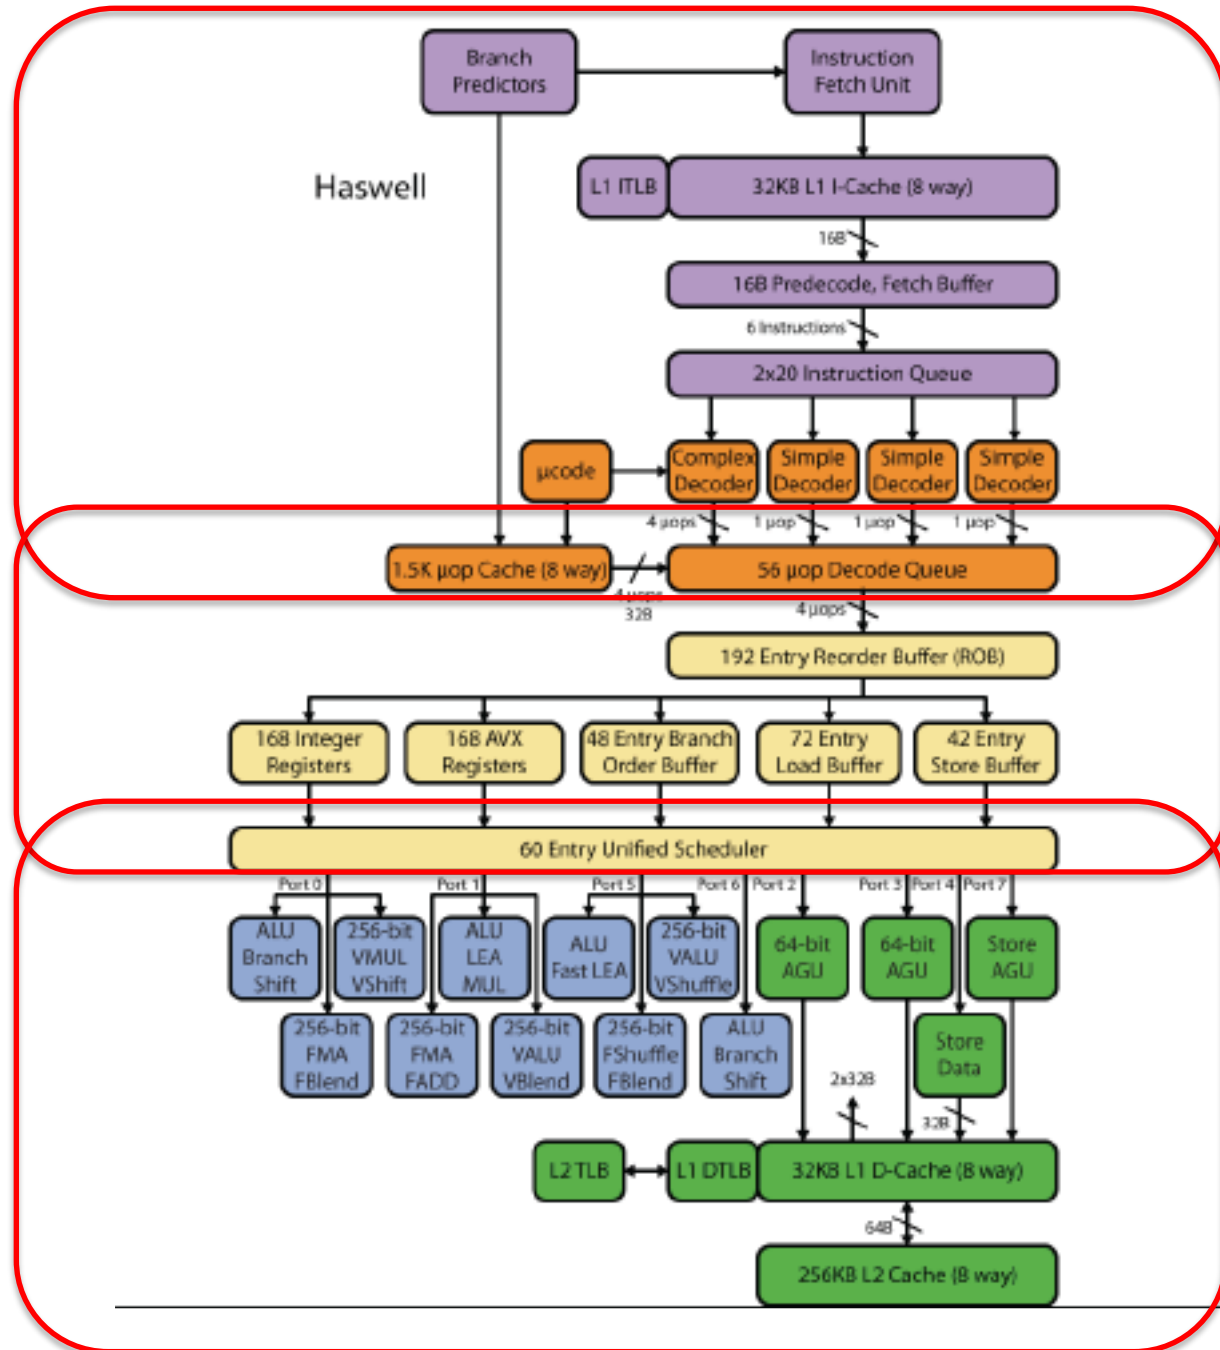 Branch
Predictors
Instruction
Fetch Unit
Haswell
L1 ITLB
32KB L1 I-Cache (8 way)
16B
16B Predecode, Fetch Buffer
6 Instructions
2x20 Instruction Queue
µcode
Complex
Decoder
Simple
Decoder
Simple
Decoder
Simple
Decoder
4 µops
1 µop
1 µop
1 µop
1.5K µop Cache (8 way)
4 µops
32B
56 µop Decode Queue
4 µops
192 Entry Reorder Buffer (ROB)
168 Integer
Registers
168 AVX
Registers
48 Entry Branch
Order Buffer
72 Entry
Load Buffer
42 Entry
Store Buffer
60 Entry Unified Scheduler
Port 0
Port 1
Port 5
Port 6
Port 2
Port 3
Port 4
Port 7
ALU
Branch
Shift
256-bit
VMUL
VShift
ALU
LEA
MUL
ALU
Fast LEA
256-bit
VALU
VShuffle
64-bit
AGU
64-bit
AGU
Store
AGU
256-bit
FMA
FBlend
256-bit
FMA
FADD
256-bit
VALU
VBlend
256-bit
FShuffle
FBlend
ALU
Branch
Shift
Store
Data
2x32B
32B
L2 TLB
L1 DTLB
32KB L1 D-Cache (8 way)
64B
256KB L2 Cache (8 way)